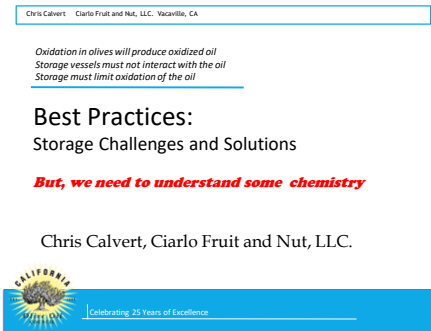 Chris Calvert Ciarlo Fruit and Nut, LLC. Vacaville, CA
Oxidation in olives will produce oxidized oil
Storage vessels must not interact with the oil
Storage must limit oxidation of the oil
Best Practices:
Storage Challenges and Solutions
But, we need to understand some chemistry
Chris Calvert, Ciarlo Fruit and Nut, LLC.
CALIFORNIA
Celebrating 25 Years of Excellence